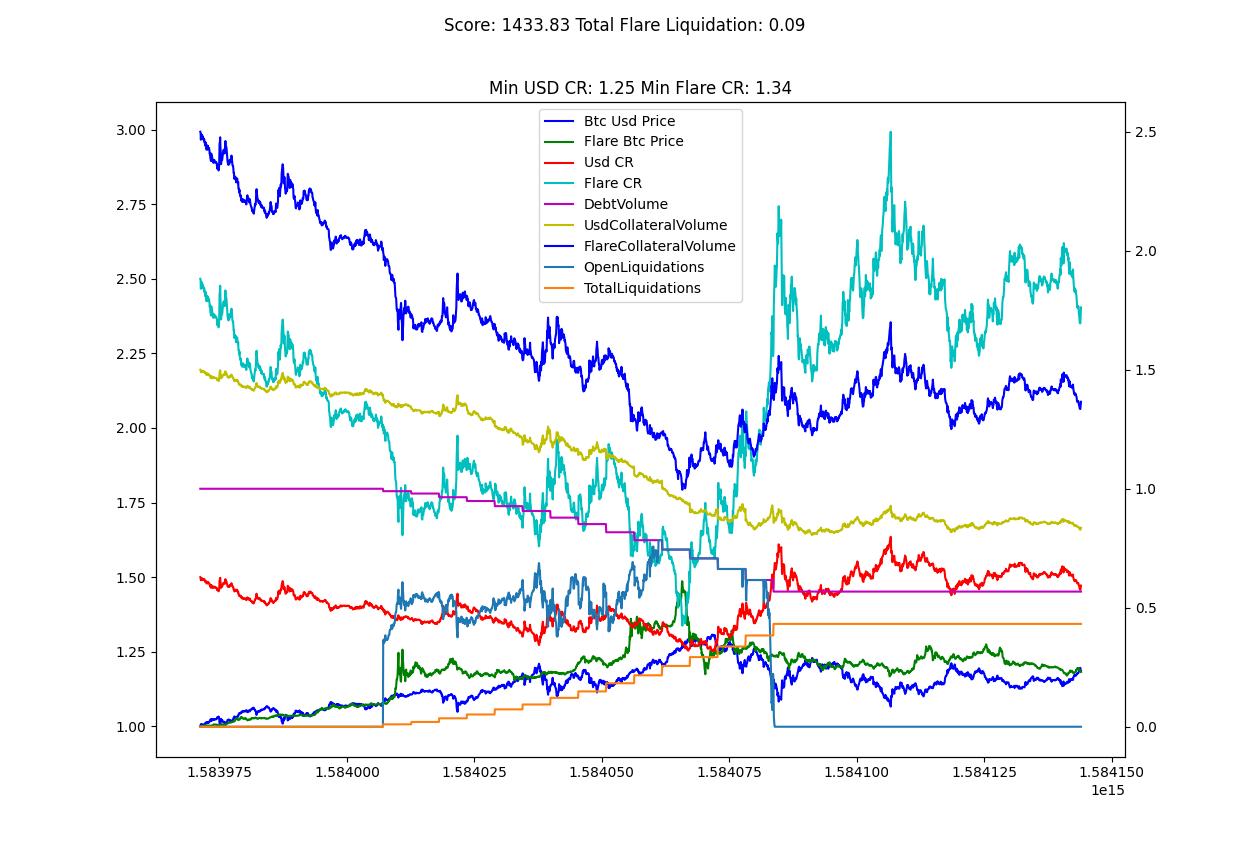 Score: 1433.83 Total Flare Liquidation: 0.09
Min USD CR: 1.25 Min Flare CR: 1.34
Btc Usd Price
Flare Btc Price
Usd CR
Flare CR
DebtVolume
UsdCollateralVolume
FlareCollateralVolume
OpenLiquidations
TotalLiquidations
3.00
2.75
2.50
2.25
2.00
1.75
1.50
1.25
1.00
2.5
2.0
1.5
1.0
0.5
0.0
1.583975 1.584000 1.584025 1.584050 1.584075 1.584100 1.584125 1.584150
1e15